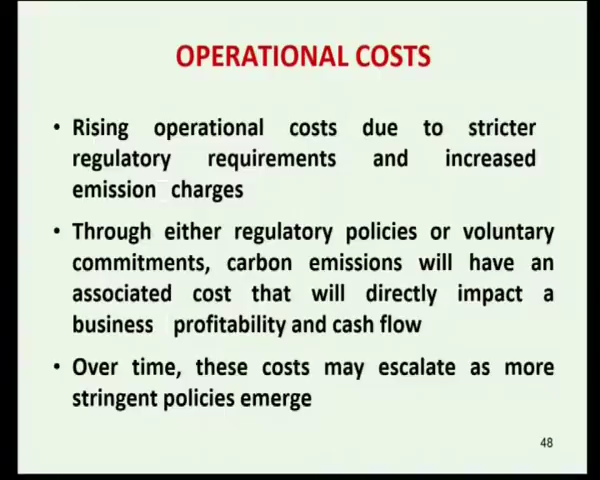 OPERATIONAL COSTS
• Rising operational costs due to stricter
regulatory requirements and increased
emission charges
• Through either regulatory policies or voluntary
commitments, carbon emissions will have an
associated cost that will directly impact a
business profitability and cash flow
• Over time, these costs may escalate as more
stringent policies emerge
48